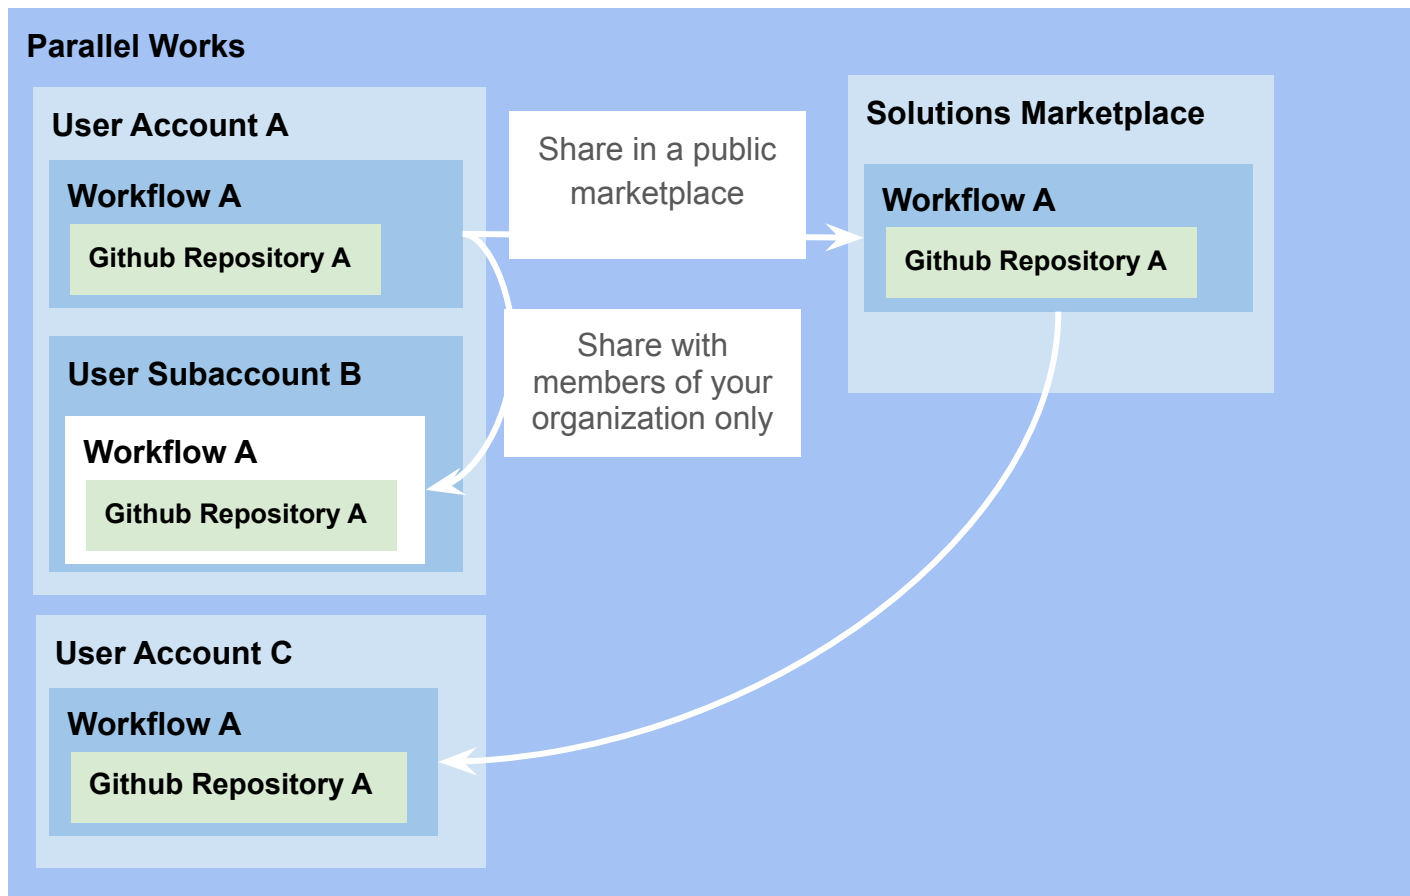 Parallel Works
User Account A
Workflow A
Github Repository A
User Subaccount B
Workflow A
Github Repository A
User Account C
Workflow A
Github Repository A
Share in a public
marketplace
Share with
members of your
organization only
Solutions Marketplace
Workflow A
Github Repository A